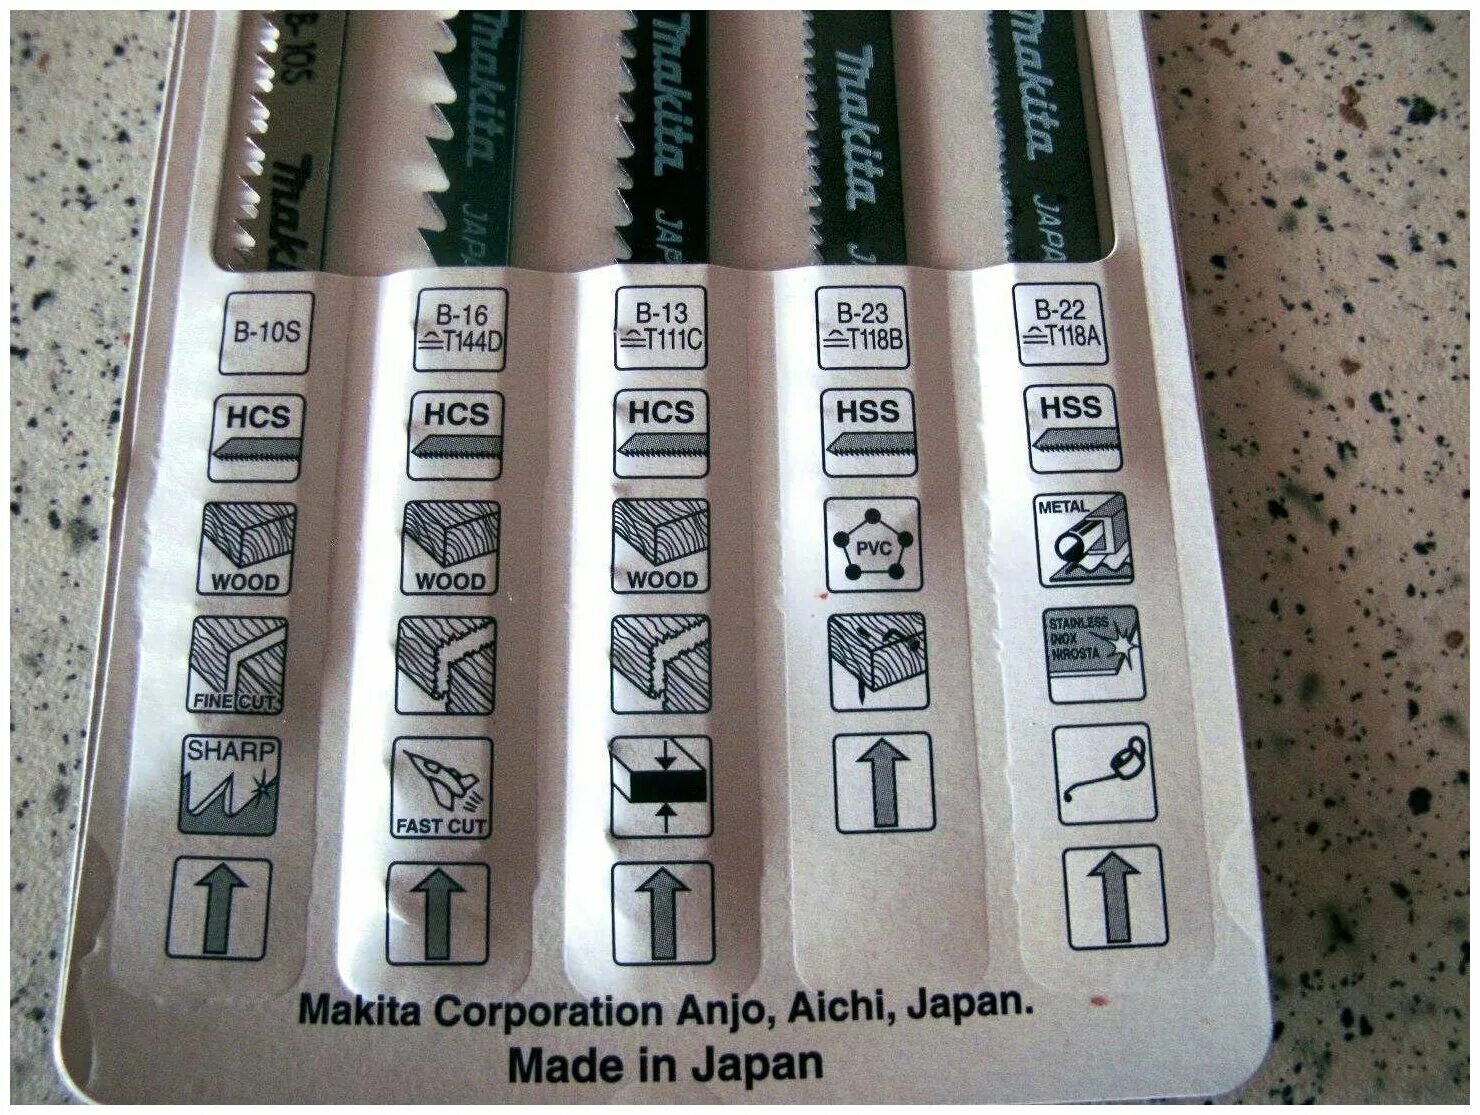 B-10S
Makita
Makita
JAPA
Makita
JAP
Makita
J
Makita
JAPA
B-10S
B-16
≙T144D
B-13
≙T111C
B-23
≙T118B
B-22
≙T118A
HCS
HCS
HCS
HSS
HSS
WOOD
WOOD
WOOD
PVC
METAL
FINE CUT
STAINLESS
INOX
NIROSTA
SHARP
FAST CUT
Makita Corporation Anjo, Aichi, Japan.
Made in Japan